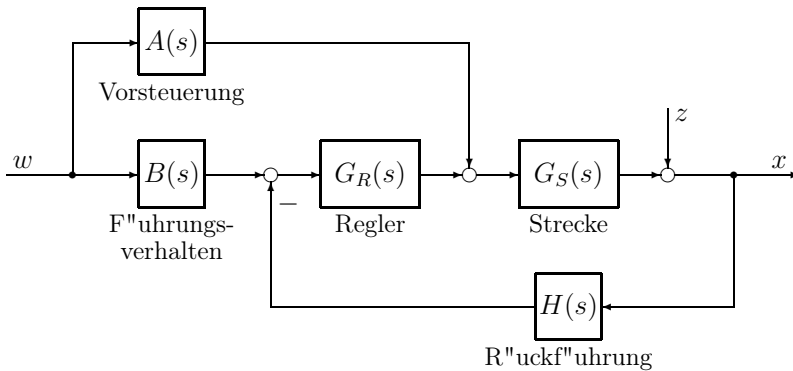 A(s)
Vorsteuerung
z
w
B(s)
G_R(s)
G_S(s)
x
−
F"uhrungs-
verhalten
Regler
Strecke
H(s)
R"uckf"uhrung